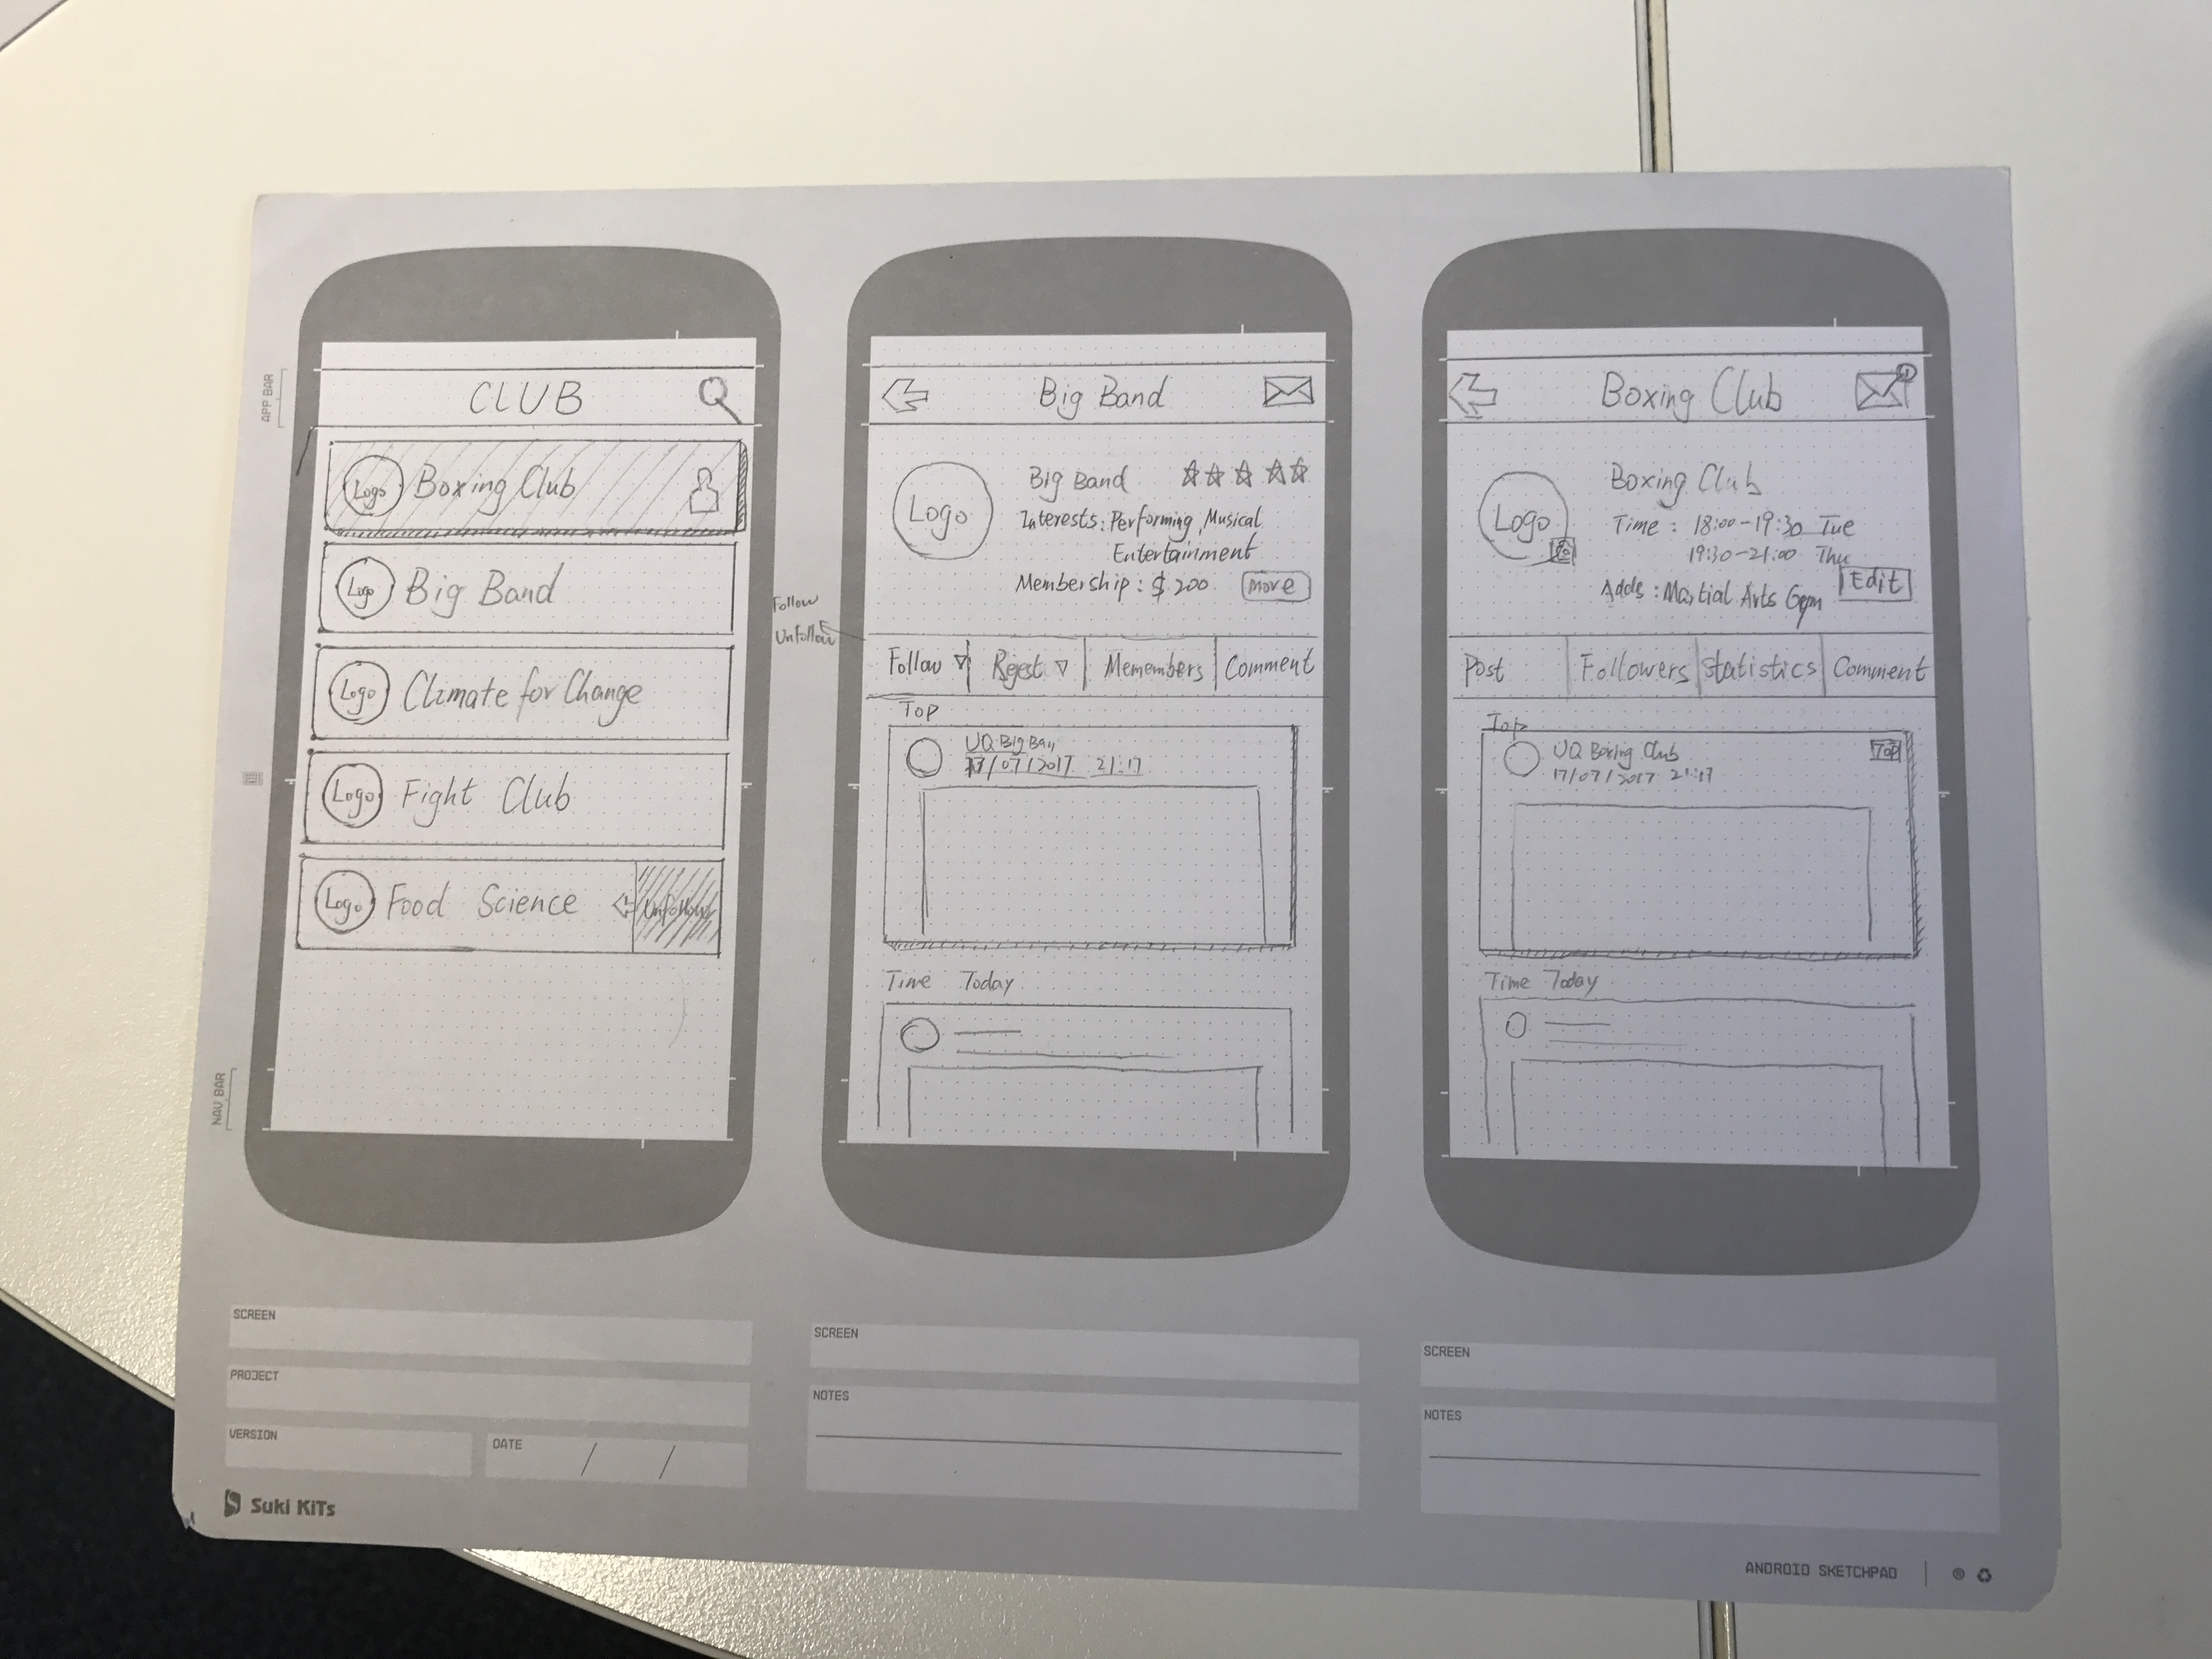 APP BAR
NAV BAR
CLUB
Logo Boxing Club
Logo Big Band
Logo Climate for Change
Logo Fight Club
Logo Food Science Unfollow
Follow
Unfollow
Big Band
Logo
Big Band
Interests: Performing, Musical
Entertainment
Membership: $200 More
Follow Regist Memembers Comment
Top
UQ.BigBan
17/07/2017 21:17
Time Today
Boxing Club 1
Logo
Boxing Club
Time: 18:00-19:30 Tue
19:30-21:00 Thu
Adds: Martial Arts Gym Edit
Post Followers Statistics Comment
Top
UQ Boxing Club Top
17/07/2017 21:17
Time Today
SCREEN
PROJECT
VERSION
DATE / /
SCREEN
NOTES
SCREEN
NOTES
Suki KiTs
ANDROID SKETCHPAD